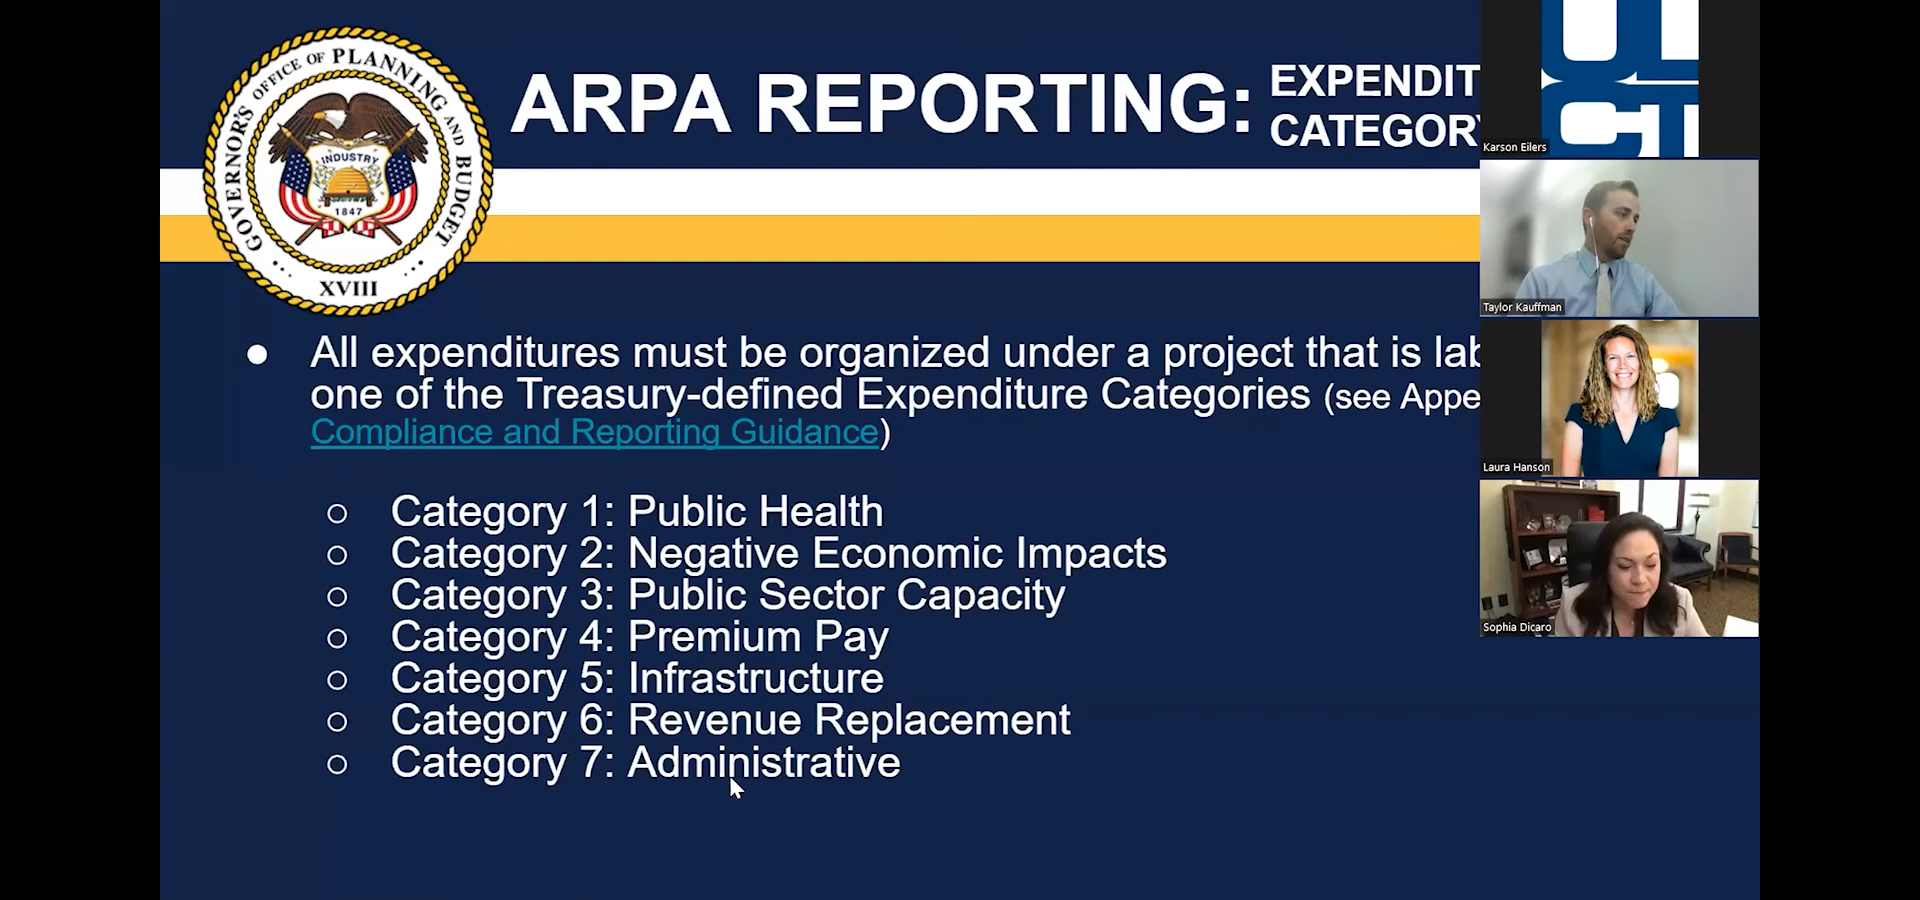 GOVERNOR'S OFFICE OF PLANNING AND BUDGET
INDUSTRY
1847
XVIII
ARPA REPORTING:
EXPENDIT
CATEGORY
● All expenditures must be organized under a project that is lab
one of the Treasury-defined Expenditure Categories (see Appe
Compliance and Reporting Guidance)
○ Category 1: Public Health
○ Category 2: Negative Economic Impacts
○ Category 3: Public Sector Capacity
○ Category 4: Premium Pay
○ Category 5: Infrastructure
○ Category 6: Revenue Replacement
○ Category 7: Administrative
Karson Eilers
Taylor Kauffman
Laura Hanson
Sophia Dicaro